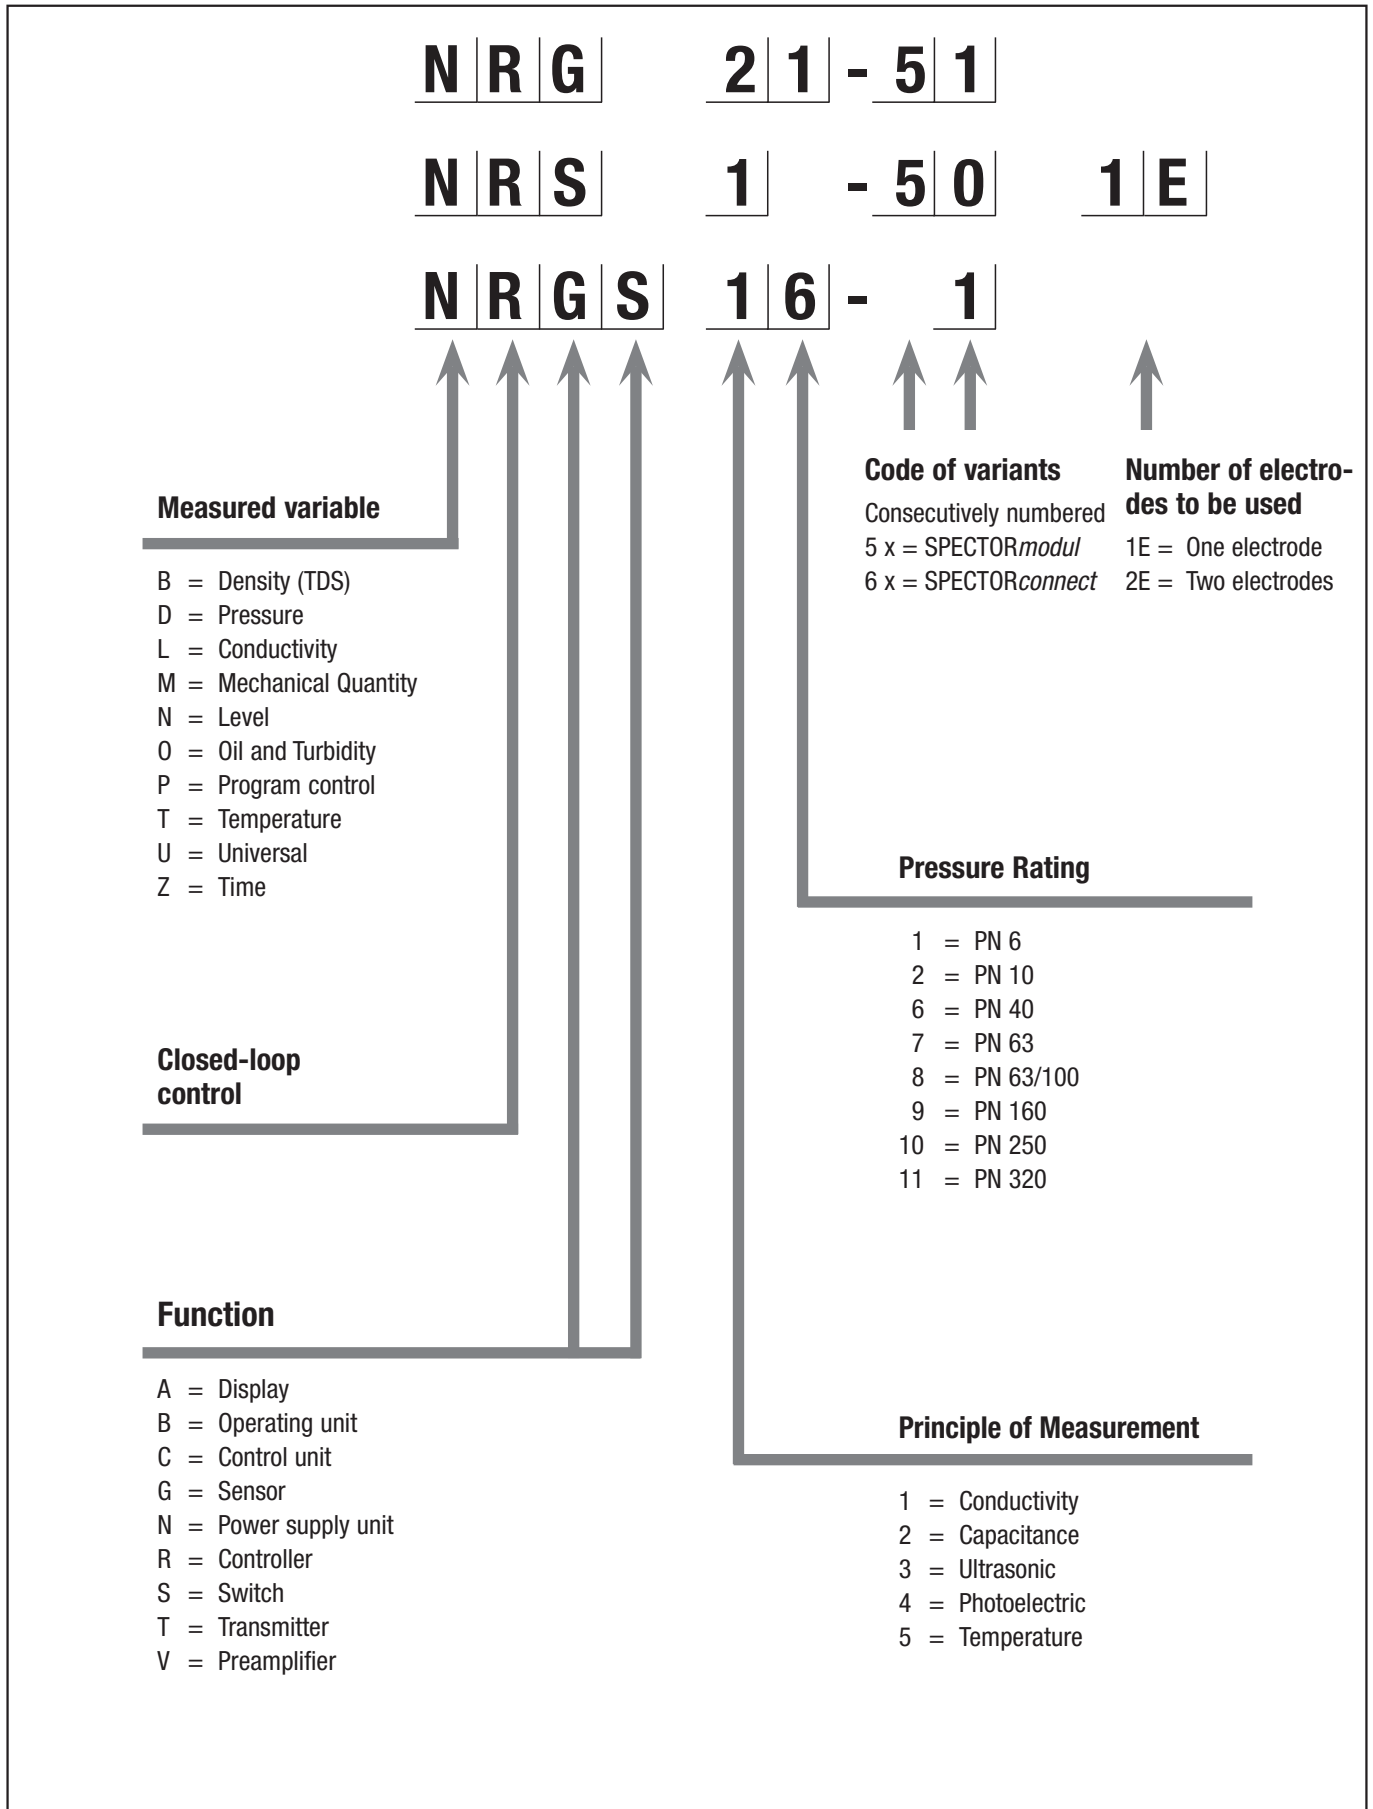 NRG 21-51
NRS 1 -50 1E
NRGS 16- 1
Code of variants
Consecutively numbered
5 x = SPECTORmodul
6 x = SPECTORconnect
Number of electro-
des to be used
1E = One electrode
2E = Two electrodes
Measured variable
B = Density (TDS)
D = Pressure
L = Conductivity
M = Mechanical Quantity
N = Level
O = Oil and Turbidity
P = Program control
T = Temperature
U = Universal
Z = Time
Pressure Rating
1 = PN 6
2 = PN 10
6 = PN 40
7 = PN 63
8 = PN 63/100
9 = PN 160
10 = PN 250
11 = PN 320
Closed-loop
control
Function
A = Display
B = Operating unit
C = Control unit
G = Sensor
N = Power supply unit
R = Controller
S = Switch
T = Transmitter
V = Preamplifier
Principle of Measurement
1 = Conductivity
2 = Capacitance
3 = Ultrasonic
4 = Photoelectric
5 = Temperature